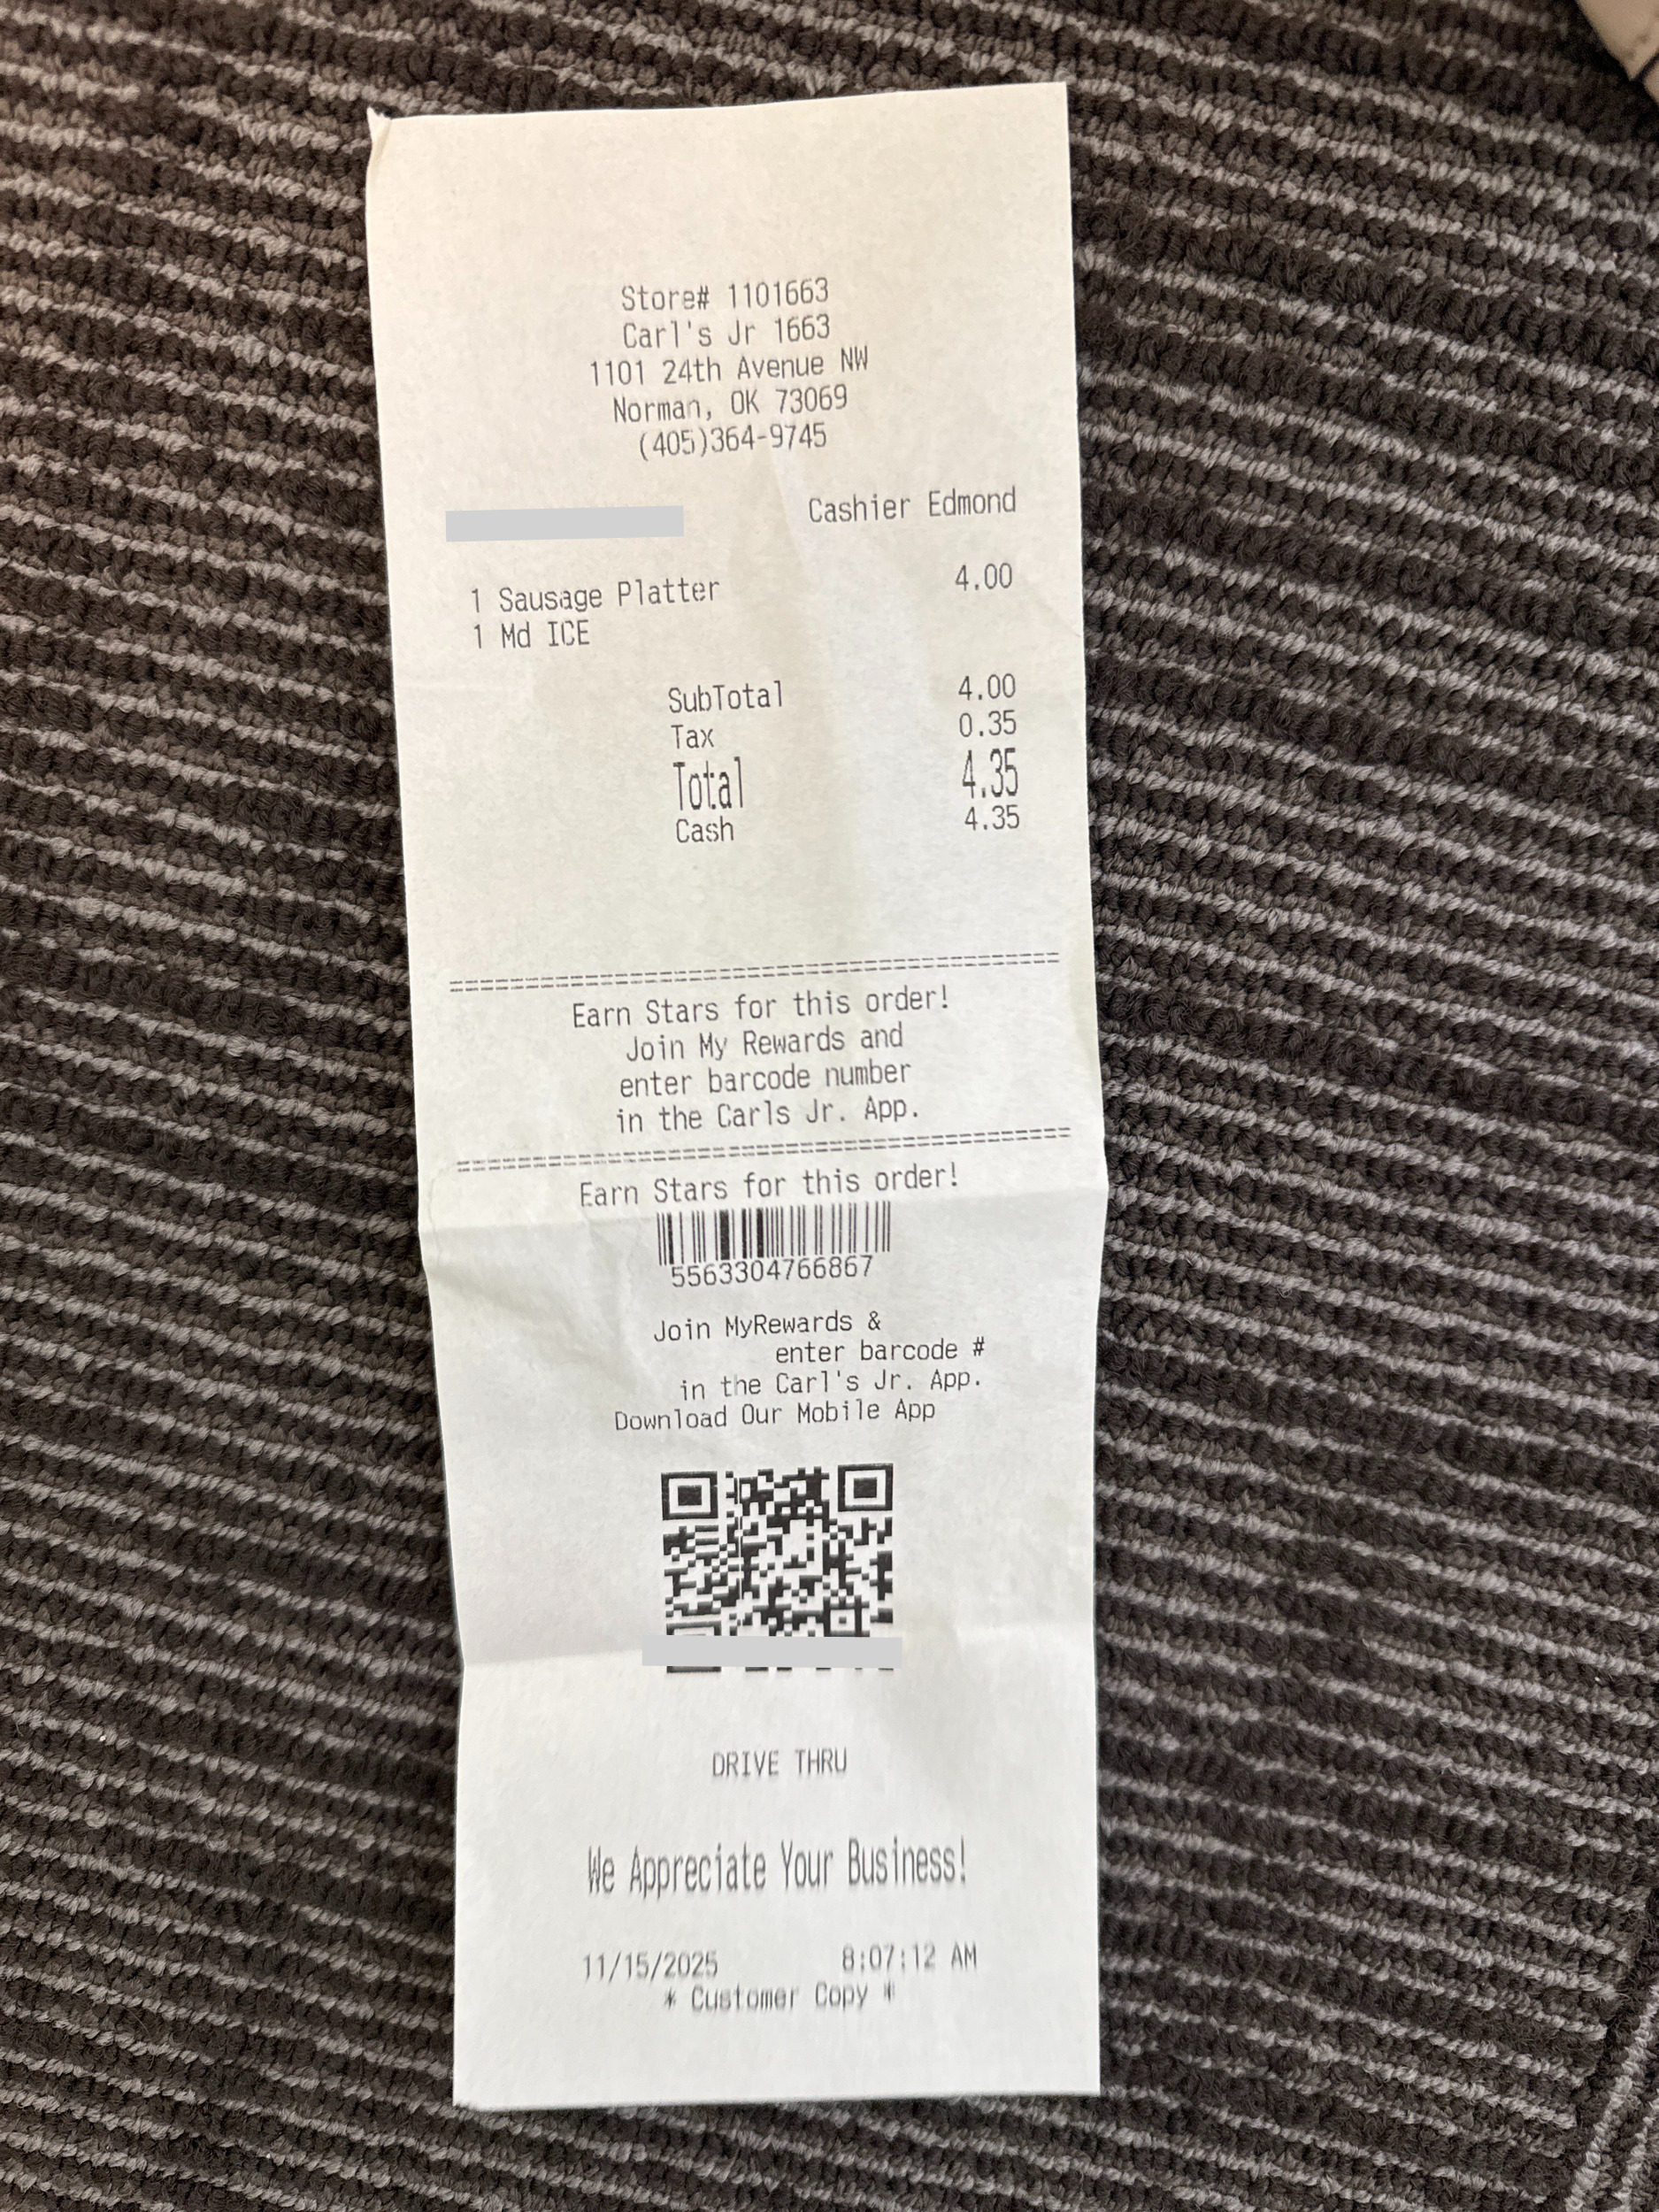 Store# 1101663
Carl's Jr 1663
1101 24th Avenue NW
Norman, OK 73069
(405)364-9745
Cashier Edmond
1 Sausage Platter 4.00
1 Md ICE
SubTotal 4.00
Tax 0.35
Total 4.35
Cash 4.35
========================================
Earn Stars for this order!
Join My Rewards and
enter barcode number
in the Carls Jr. App.
========================================
Earn Stars for this order!
5563304766867
Join MyRewards &
enter barcode #
in the Carl's Jr. App.
Download Our Mobile App
DRIVE THRU
We Appreciate Your Business!
11/15/2025 8:07:12 AM
* Customer Copy *